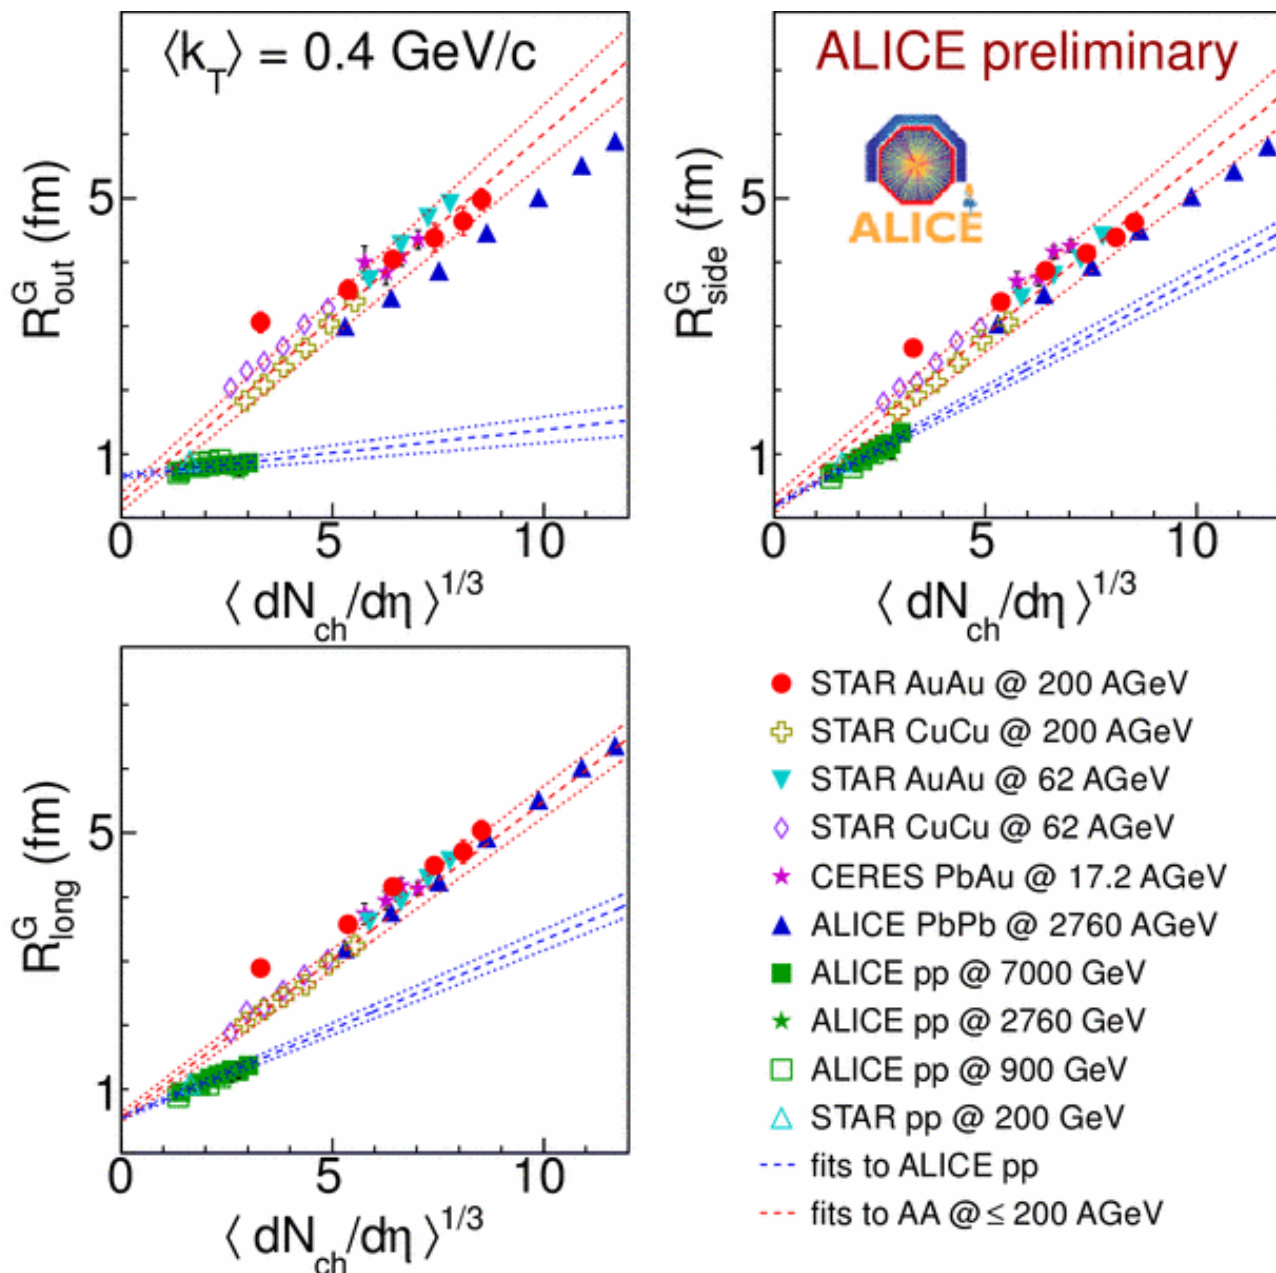 ⟨k_T⟩ = 0.4 GeV/c
R^G_out (fm)
5
1
0 5 10
⟨ dN_ch/dη ⟩^1/3
ALICE preliminary
ALICE
R^G_side (fm)
5
1
0 5 10
⟨ dN_ch/dη ⟩^1/3
R^G_long (fm)
5
1
0 5 10
⟨ dN_ch/dη ⟩^1/3
STAR AuAu @ 200 AGeV
STAR CuCu @ 200 AGeV
STAR AuAu @ 62 AGeV
STAR CuCu @ 62 AGeV
CERES PbAu @ 17.2 AGeV
ALICE PbPb @ 2760 AGeV
ALICE pp @ 7000 GeV
ALICE pp @ 2760 GeV
ALICE pp @ 900 GeV
STAR pp @ 200 GeV
fits to ALICE pp
fits to AA @ ≤ 200 AGeV